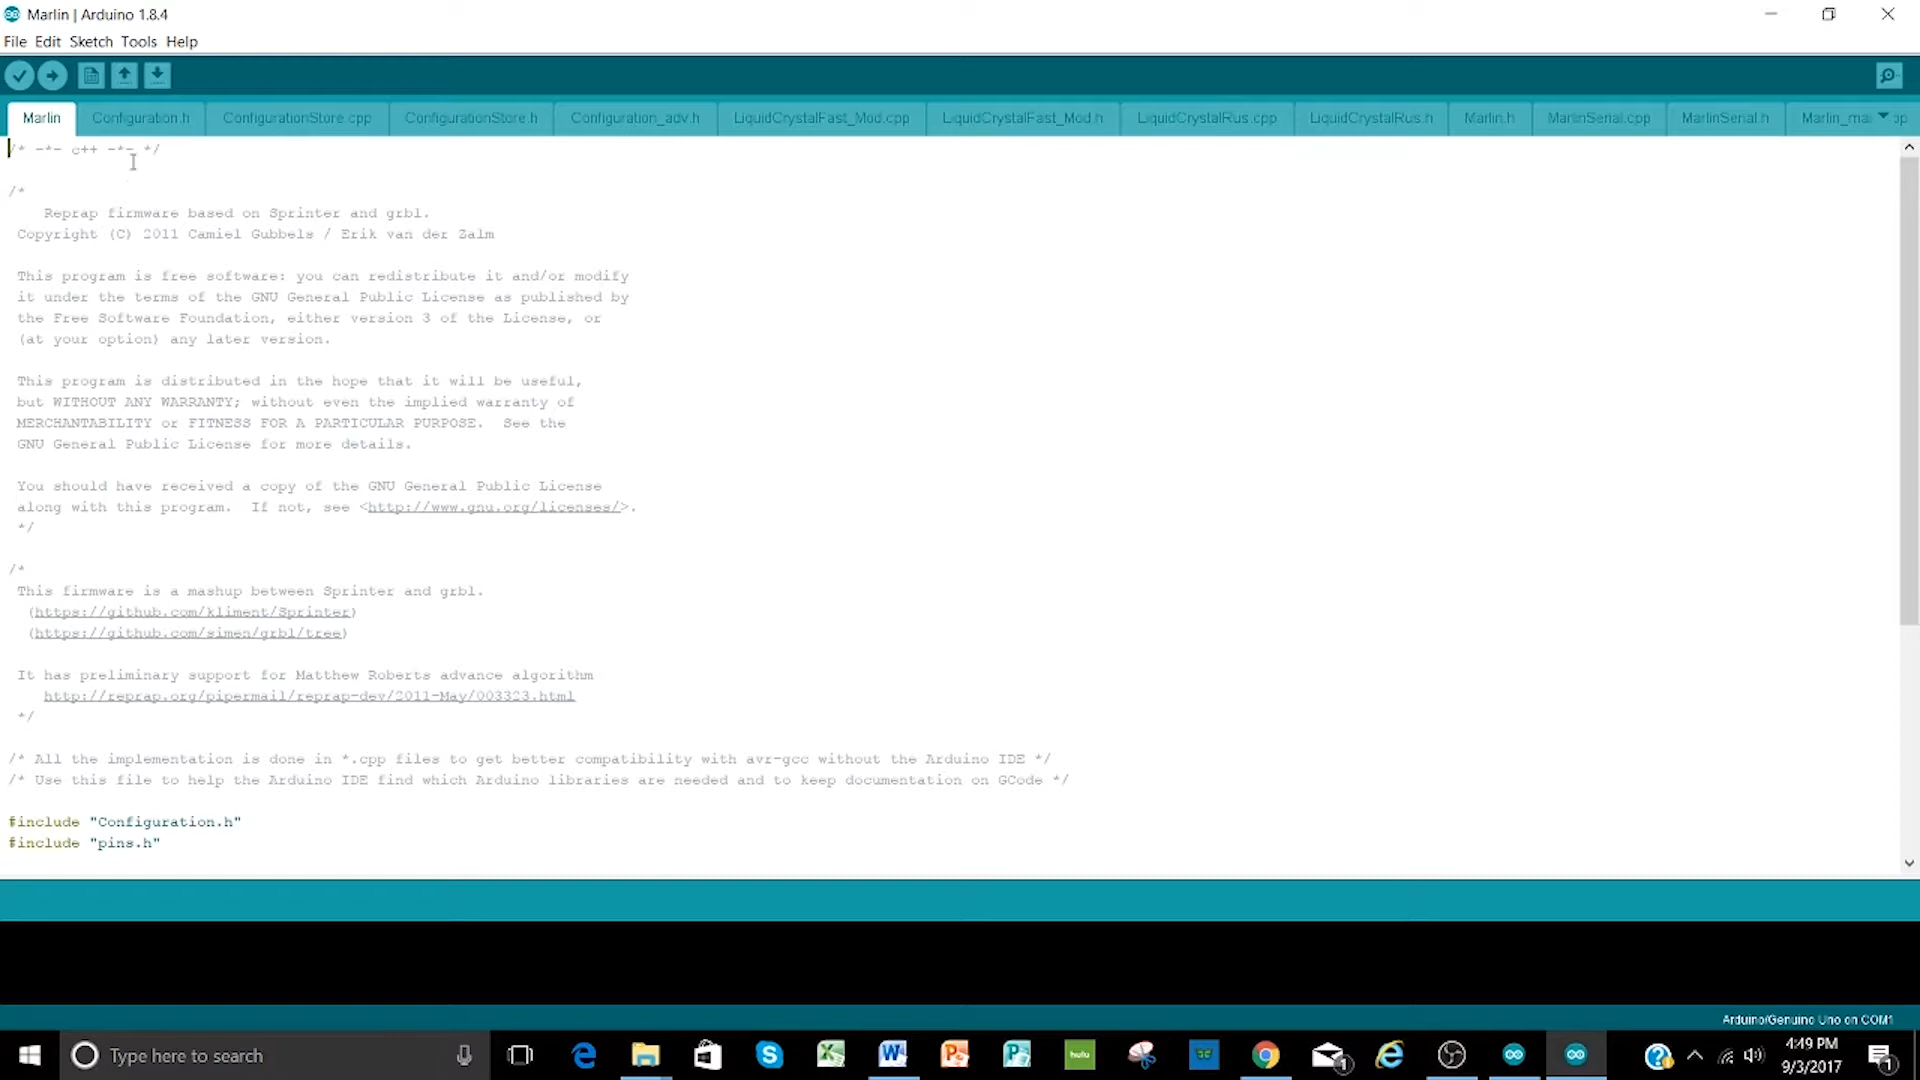 Marlin | Arduino 1.8.4
File Edit Sketch Tools Help
Marlin Configuration.h ConfigurationStore.cpp ConfigurationStore.h Configuration_adv.h LiquidCrystalFast_Mod.cpp LiquidCrystalFast_Mod.h LiquidCrystalRus.cpp LiquidCrystalRus.h Marlin.h MarlinSerial.cpp MarlinSerial.h Marlin_mai pp
/* -*- c++ -*- */
/*
Reprap firmware based on Sprinter and grbl.
Copyright (C) 2011 Camiel Gubbels / Erik van der Zalm
This program is free software: you can redistribute it and/or modify
it under the terms of the GNU General Public License as published by
the Free Software Foundation, either version 3 of the License, or
(at your option) any later version.
This program is distributed in the hope that it will be useful,
but WITHOUT ANY WARRANTY; without even the implied warranty of
MERCHANTABILITY or FITNESS FOR A PARTICULAR PURPOSE.  See the
GNU General Public License for more details.
You should have received a copy of the GNU General Public License
along with this program.  If not, see <http://www.gnu.org/licenses/>.
*/
/*
This firmware is a mashup between Sprinter and grbl.
(https://github.com/kliment/Sprinter)
(https://github.com/simen/grbl/tree)
It has preliminary support for Matthew Roberts advance algorithm
http://reprap.org/pipermail/reprap-dev/2011-May/003323.html
*/
/* All the implementation is done in *.cpp files to get better compatibility with avr-gcc without the Arduino IDE */
/* Use this file to help the Arduino IDE find which Arduino libraries are needed and to keep documentation on GCode */
#include "Configuration.h"
#include "pins.h"
Arduino/Genuino Uno on COM1
Type here to search
hulu
1
4:49 PM
9/3/2017
1